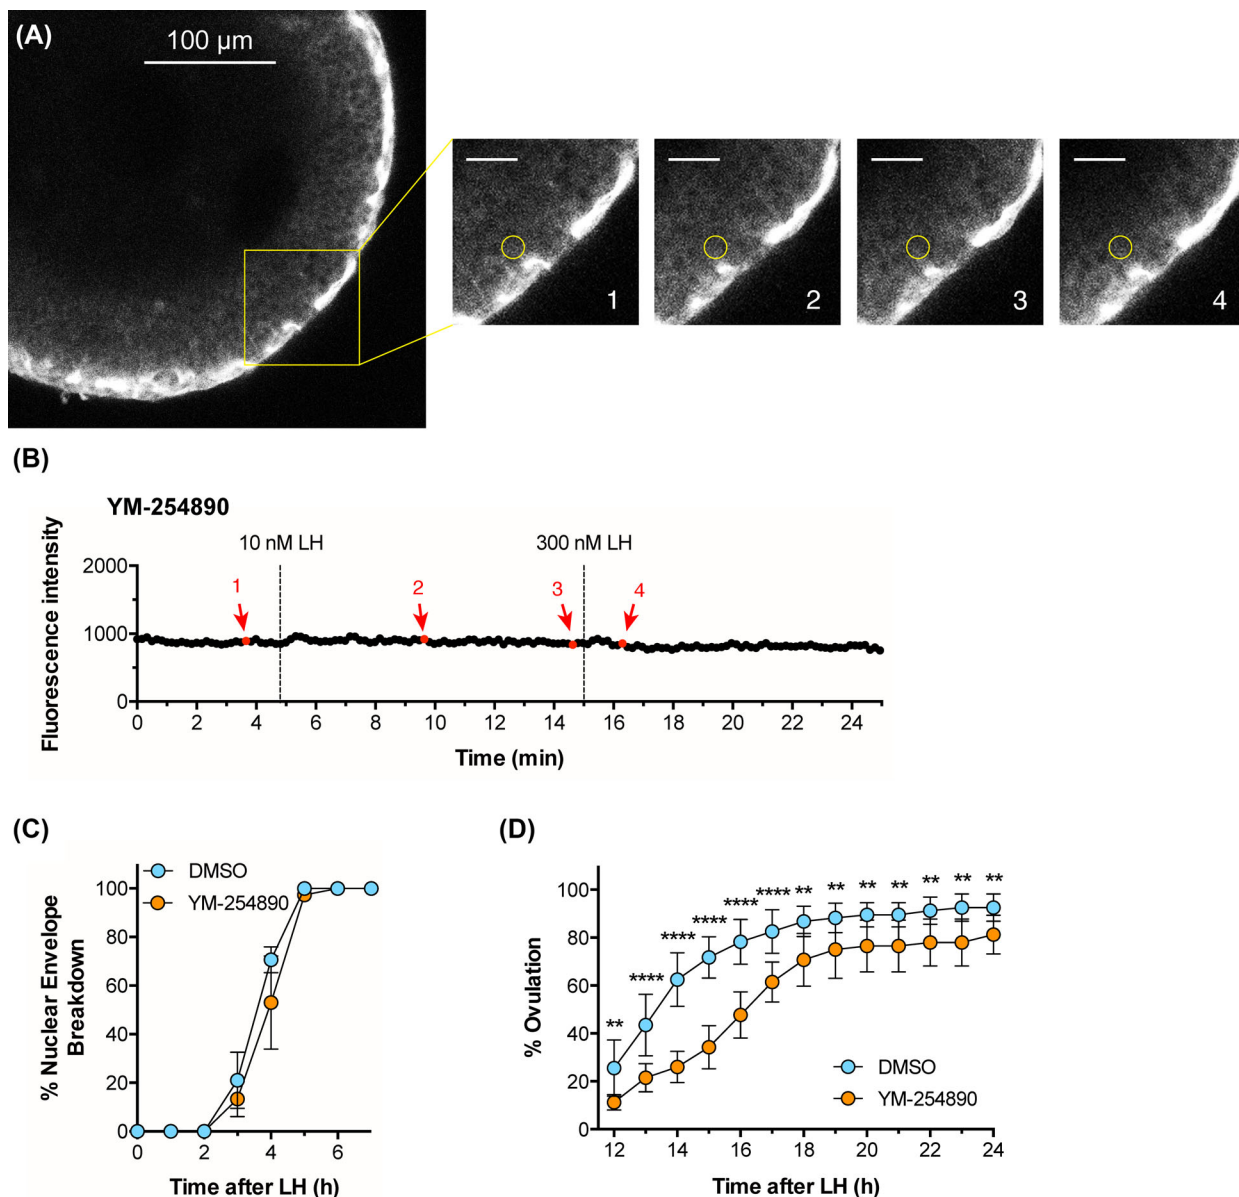 (A)
100 µm
1
2
3
4
(B)
YM-254890
10 nM LH
300 nM LH
Fluorescence intensity
2000
1000
0
1
2
3
4
0 2 4 6 8 10 12 14 16 18 20 22 24
Time (min)
(C)
DMSO
YM-254890
% Nuclear Envelope
Breakdown
100
80
60
40
20
0
0 2 4 6
Time after LH (h)
(D)
% Ovulation
100
80
60
40
20
0
** **** **** **** **** **** ** ** ** ** ** ** **
DMSO
YM-254890
12 14 16 18 20 22 24
Time after LH (h)